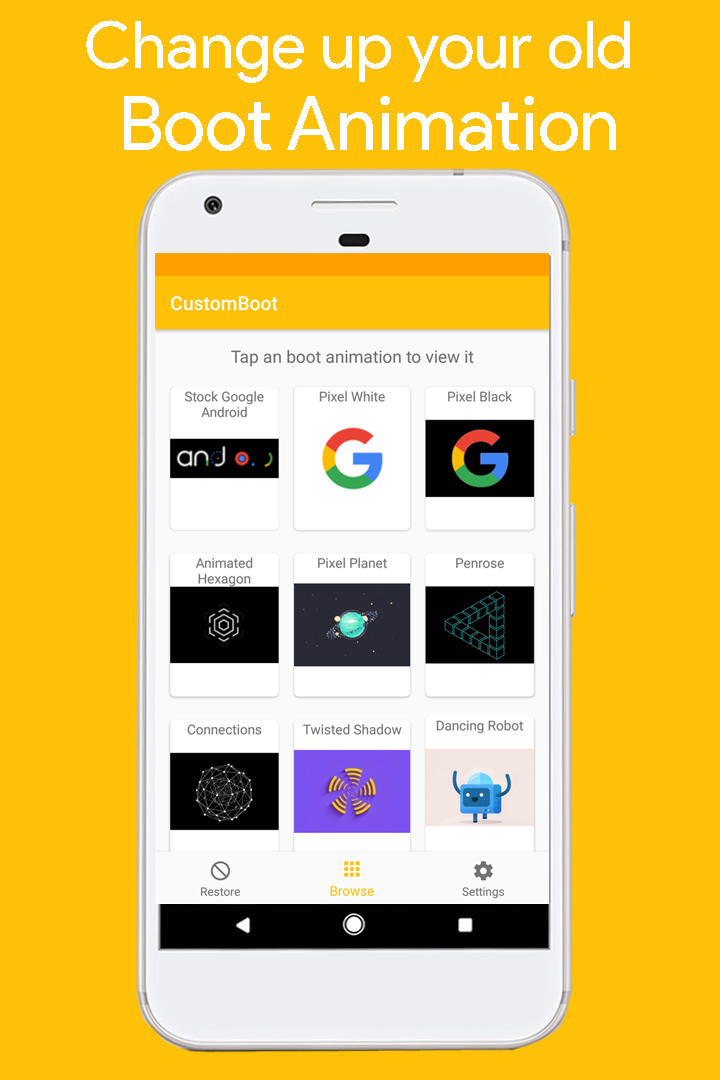 Change up your old
Boot Animation
CustomBoot
Tap an boot animation to view it
Stock Google
Android
Pixel White
Pixel Black
Animated
Hexagon
Pixel Planet
Penrose
Connections
Twisted Shadow
Dancing Robot
Restore
Browse
Settings